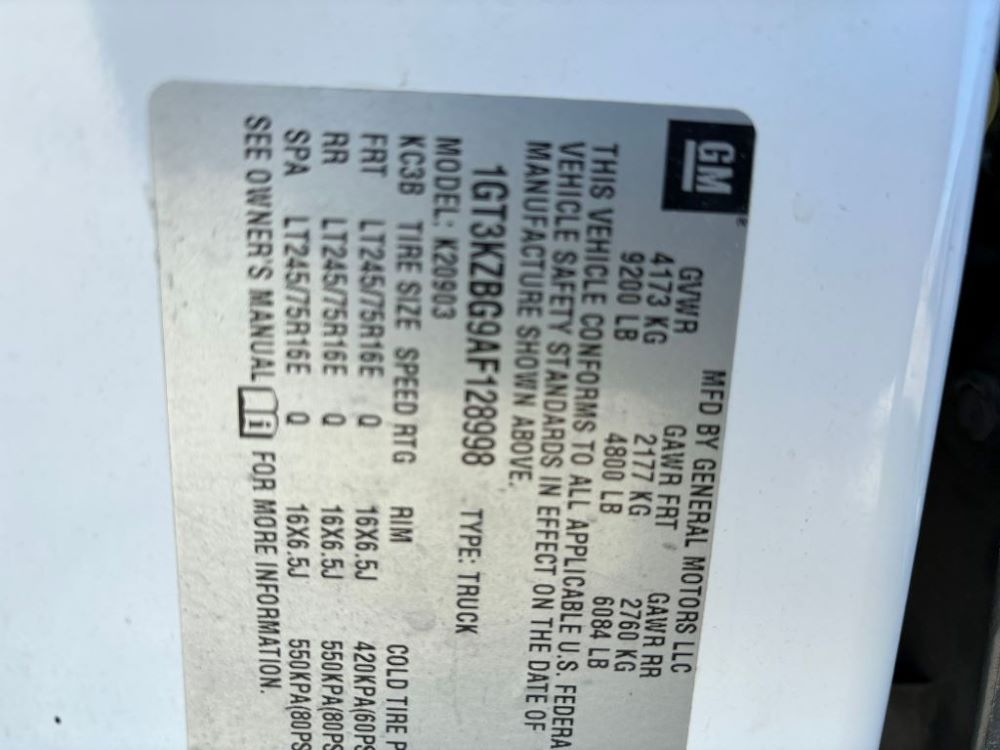 GM
MFD BY GENERAL MOTORS LLC
GVWR GAWR FRT GAWR RR
4173 KG 2177 KG 2760 KG
9200 LB 4800 LB 6084 LB
THIS VEHICLE CONFORMS TO ALL APPLICABLE U.S. FEDERA
VEHICLE SAFETY STANDARDS IN EFFECT ON THE DATE OF
MANUFACTURE SHOWN ABOVE.
1GT3KZBG9AF128998 TYPE: TRUCK
MODEL: K20903
KC3B TIRE SIZE SPEED RTG RIM COLD TIRE P
FRT LT245/75R16E Q 16X6.5J 420KPA(60PS
RR LT245/75R16E Q 16X6.5J 550KPA(80PS
SPA LT245/75R16E Q 16X6.5J 550KPA(80PS
SEE OWNER'S MANUAL i FOR MORE INFORMATION.